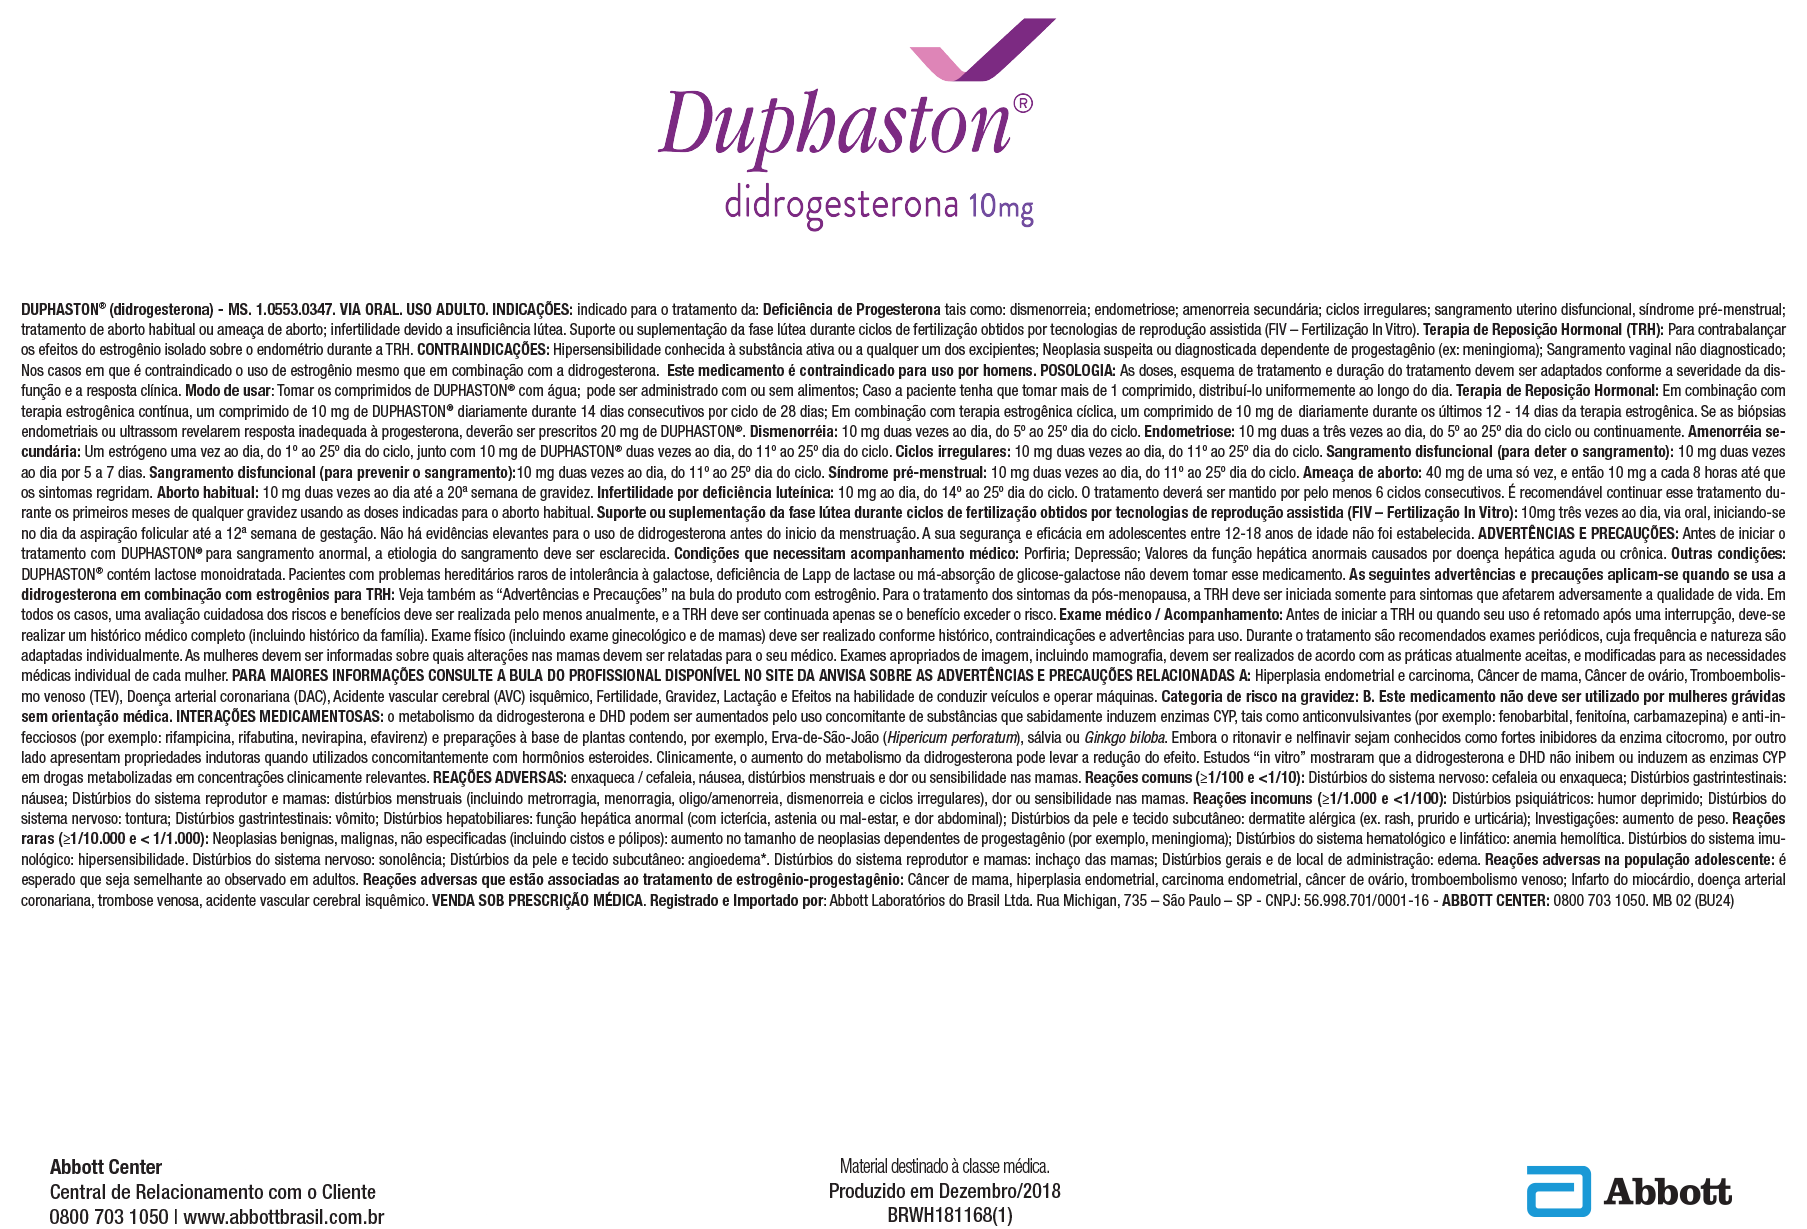 Duphaston®
didrogesterona 10mg
DUPHASTON® (didrogesterona) - MS. 1.0553.0347. VIA ORAL. USO ADULTO. INDICAÇÕES: indicado para o tratamento da: Deficiência de Progesterona tais como: dismenorreia; endometriose; amenorreia secundária; ciclos irregulares; sangramento uterino disfuncional, síndrome pré-menstrual;
tratamento de aborto habitual ou ameaça de aborto; infertilidade devido a insuficiência lútea. Suporte ou suplementação da fase lútea durante ciclos de fertilização obtidos por tecnologias de reprodução assistida (FIV – Fertilização In Vitro). Terapia de Reposição Hormonal (TRH): Para contrabalançar
os efeitos do estrogênio isolado sobre o endométrio durante a TRH. CONTRAINDICAÇÕES: Hipersensibilidade conhecida à substância ativa ou a qualquer um dos excipientes; Neoplasia suspeita ou diagnosticada dependente de progestagênio (ex: meningioma); Sangramento vaginal não diagnosticado;
Nos casos em que é contraindicado o uso de estrogênio mesmo que em combinação com a didrogesterona. Este medicamento é contraindicado para uso por homens. POSOLOGIA: As doses, esquema de tratamento e duração do tratamento devem ser adaptados conforme a severidade da dis-
função e a resposta clínica. Modo de usar: Tomar os comprimidos de DUPHASTON® com água; pode ser administrado com ou sem alimentos; Caso a paciente tenha que tomar mais de 1 comprimido, distribuí-lo uniformemente ao longo do dia. Terapia de Reposição Hormonal: Em combinação com
terapia estrogênica contínua, um comprimido de 10 mg de DUPHASTON® diariamente durante 14 dias consecutivos por ciclo de 28 dias; Em combinação com terapia estrogênica cíclica, um comprimido de 10 mg de diariamente durante os últimos 12 - 14 dias da terapia estrogênica. Se as biópsias
endometriais ou ultrassom revelarem resposta inadequada à progesterona, deverão ser prescritos 20 mg de DUPHASTON®. Dismenorréia: 10 mg duas vezes ao dia, do 5º ao 25º dia do ciclo. Endometriose: 10 mg duas a três vezes ao dia, do 5º ao 25º dia do ciclo ou continuamente. Amenorréia se-
cundária: Um estrógeno uma vez ao dia, do 1º ao 25º dia do ciclo, junto com 10 mg de DUPHASTON® duas vezes ao dia, do 11º ao 25º dia do ciclo. Ciclos irregulares: 10 mg duas vezes ao dia, do 11º ao 25º dia do ciclo. Sangramento disfuncional (para deter o sangramento): 10 mg duas vezes
ao dia por 5 a 7 dias. Sangramento disfuncional (para prevenir o sangramento):10 mg duas vezes ao dia, do 11º ao 25º dia do ciclo. Síndrome pré-menstrual: 10 mg duas vezes ao dia, do 11º ao 25º dia do ciclo. Ameaça de aborto: 40 mg de uma só vez, e então 10 mg a cada 8 horas até que
os sintomas regridam. Aborto habitual: 10 mg duas vezes ao dia até a 20ª semana de gravidez. Infertilidade por deficiência luteínica: 10 mg ao dia, do 14º ao 25º dia do ciclo. O tratamento deverá ser mantido por pelo menos 6 ciclos consecutivos. É recomendável continuar esse tratamento du-
rante os primeiros meses de qualquer gravidez usando as doses indicadas para o aborto habitual. Suporte ou suplementação da fase lútea durante ciclos de fertilização obtidos por tecnologias de reprodução assistida (FIV – Fertilização In Vitro): 10mg três vezes ao dia, via oral, iniciando-se
no dia da aspiração folicular até a 12ª semana de gestação. Não há evidências elevantes para o uso de didrogesterona antes do inicio da menstruação. A sua segurança e eficácia em adolescentes entre 12-18 anos de idade não foi estabelecida. ADVERTÊNCIAS E PRECAUÇÕES: Antes de iniciar o
tratamento com DUPHASTON® para sangramento anormal, a etiologia do sangramento deve ser esclarecida. Condições que necessitam acompanhamento médico: Porfiria; Depressão; Valores da função hepática anormais causados por doença hepática aguda ou crônica. Outras condições:
DUPHASTON® contém lactose monoidratada. Pacientes com problemas hereditários raros de intolerância à galactose, deficiência de Lapp de lactase ou má-absorção de glicose-galactose não devem tomar esse medicamento. As seguintes advertências e precauções aplicam-se quando se usa a
didrogesterona em combinação com estrogênios para TRH: Veja também as “Advertências e Precauções” na bula do produto com estrogênio. Para o tratamento dos sintomas da pós-menopausa, a TRH deve ser iniciada somente para sintomas que afetarem adversamente a qualidade de vida. Em
todos os casos, uma avaliação cuidadosa dos riscos e benefícios deve ser realizada pelo menos anualmente, e a TRH deve ser continuada apenas se o benefício exceder o risco. Exame médico / Acompanhamento: Antes de iniciar a TRH ou quando seu uso é retomado após uma interrupção, deve-se
realizar um histórico médico completo (incluindo histórico da família). Exame físico (incluindo exame ginecológico e de mamas) deve ser realizado conforme histórico, contraindicações e advertências para uso. Durante o tratamento são recomendados exames periódicos, cuja frequência e natureza são
adaptadas individualmente. As mulheres devem ser informadas sobre quais alterações nas mamas devem ser relatadas para o seu médico. Exames apropriados de imagem, incluindo mamografia, devem ser realizados de acordo com as práticas atualmente aceitas, e modificadas para as necessidades
médicas individual de cada mulher. PARA MAIORES INFORMAÇÕES CONSULTE A BULA DO PROFISSIONAL DISPONÍVEL NO SITE DA ANVISA SOBRE AS ADVERTÊNCIAS E PRECAUÇÕES RELACIONADAS A: Hiperplasia endometrial e carcinoma, Câncer de mama, Câncer de ovário, Tromboembolis-
mo venoso (TEV), Doença arterial coronariana (DAC), Acidente vascular cerebral (AVC) isquêmico, Fertilidade, Gravidez, Lactação e Efeitos na habilidade de conduzir veículos e operar máquinas. Categoria de risco na gravidez: B. Este medicamento não deve ser utilizado por mulheres grávidas
sem orientação médica. INTERAÇÕES MEDICAMENTOSAS: o metabolismo da didrogesterona e DHD podem ser aumentados pelo uso concomitante de substâncias que sabidamente induzem enzimas CYP, tais como anticonvulsivantes (por exemplo: fenobarbital, fenitoína, carbamazepina) e anti-in-
fecciosos (por exemplo: rifampicina, rifabutina, nevirapina, efavirenz) e preparações à base de plantas contendo, por exemplo, Erva-de-São-João (Hipericum perforatum), sálvia ou Ginkgo biloba. Embora o ritonavir e nelfinavir sejam conhecidos como fortes inibidores da enzima citocromo, por outro
lado apresentam propriedades indutoras quando utilizados concomitantemente com hormônios esteroides. Clinicamente, o aumento do metabolismo da didrogesterona pode levar a redução do efeito. Estudos “in vitro” mostraram que a didrogesterona e DHD não inibem ou induzem as enzimas CYP
em drogas metabolizadas em concentrações clinicamente relevantes. REAÇÕES ADVERSAS: enxaqueca / cefaleia, náusea, distúrbios menstruais e dor ou sensibilidade nas mamas. Reações comuns (≥1/100 e <1/10): Distúrbios do sistema nervoso: cefaleia ou enxaqueca; Distúrbios gastrintestinais:
náusea; Distúrbios do sistema reprodutor e mamas: distúrbios menstruais (incluindo metrorragia, menorragia, oligo/amenorreia, dismenorreia e ciclos irregulares), dor ou sensibilidade nas mamas. Reações incomuns (≥1/1.000 e <1/100): Distúrbios psiquiátricos: humor deprimido; Distúrbios do
sistema nervoso: tontura; Distúrbios gastrintestinais: vômito; Distúrbios hepatobiliares: função hepática anormal (com icterícia, astenia ou mal-estar, e dor abdominal); Distúrbios da pele e tecido subcutâneo: dermatite alérgica (ex. rash, prurido e urticária); Investigações: aumento de peso. Reações
raras (≥1/10.000 e < 1/1.000): Neoplasias benignas, malignas, não especificadas (incluindo cistos e pólipos): aumento no tamanho de neoplasias dependentes de progestagênio (por exemplo, meningioma); Distúrbios do sistema hematológico e linfático: anemia hemolítica. Distúrbios do sistema imu-
nológico: hipersensibilidade. Distúrbios do sistema nervoso: sonolência; Distúrbios da pele e tecido subcutâneo: angioedema*. Distúrbios do sistema reprodutor e mamas: inchaço das mamas; Distúrbios gerais e de local de administração: edema. Reações adversas na população adolescente: é
esperado que seja semelhante ao observado em adultos. Reações adversas que estão associadas ao tratamento de estrogênio-progestagênio: Câncer de mama, hiperplasia endometrial, carcinoma endometrial, câncer de ovário, tromboembolismo venoso; Infarto do miocárdio, doença arterial
coronariana, trombose venosa, acidente vascular cerebral isquêmico. VENDA SOB PRESCRIÇÃO MÉDICA. Registrado e Importado por: Abbott Laboratórios do Brasil Ltda. Rua Michigan, 735 – São Paulo – SP - CNPJ: 56.998.701/0001-16 - ABBOTT CENTER: 0800 703 1050. MB 02 (BU24)
Abbott Center
Central de Relacionamento com o Cliente
0800 703 1050 | www.abbottbrasil.com.br
Material destinado à classe médica.
Produzido em Dezembro/2018
BRWH181168(1)
Abbott